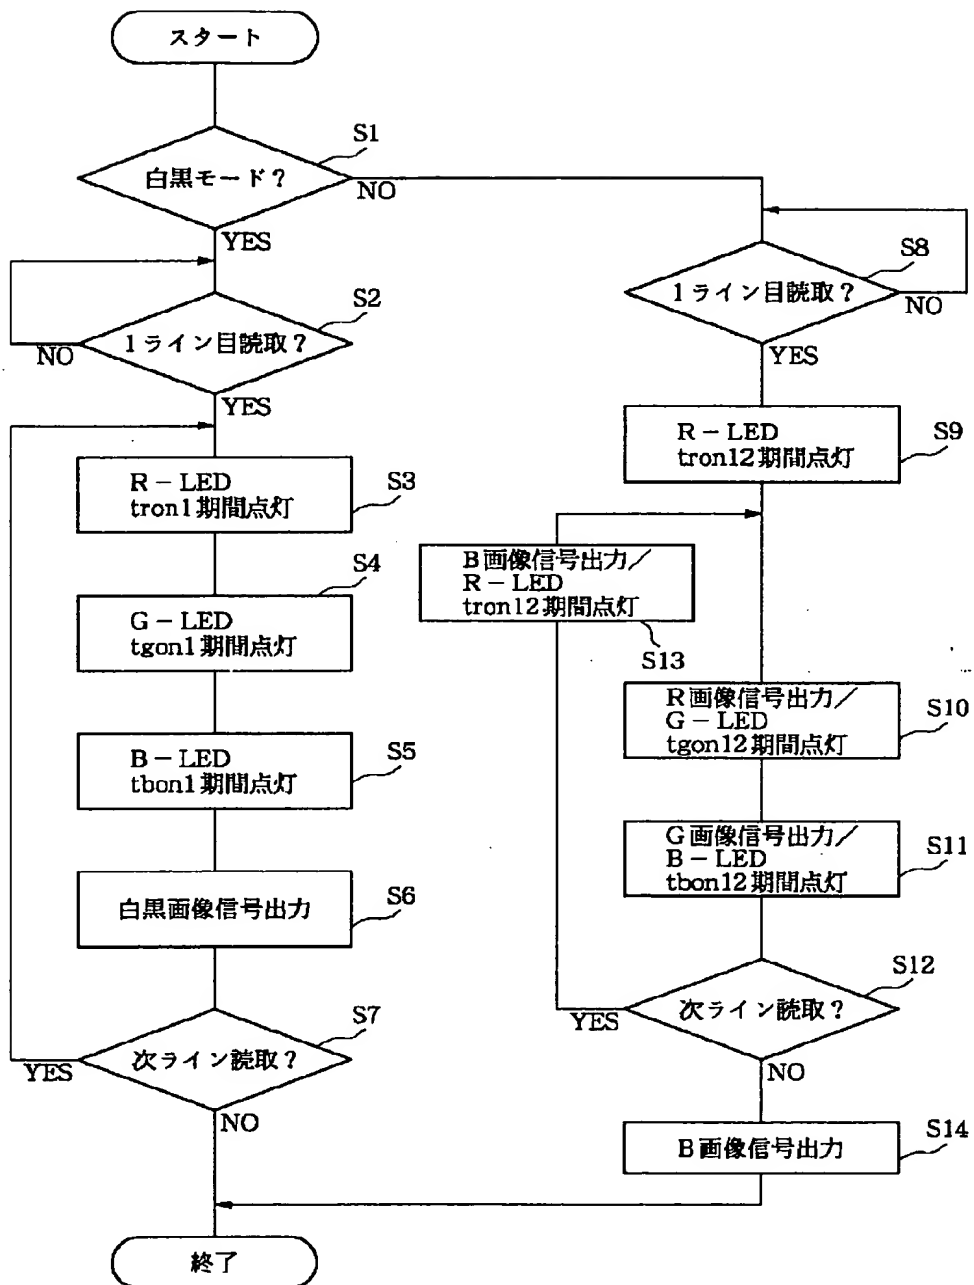 スタート
S1
白黒モード?
NO
YES
S2
1ライン目読取?
NO
YES
R-LED
tron1期間点灯
S3
S4
G-LED
tgon1期間点灯
B-LED
tbon1期間点灯
S5
白黒画像信号出力
S6
S7
次ライン読取?
YES
NO
S8
1ライン目読取?
NO
YES
R-LED
tron12期間点灯
S9
B画像信号出力/
R-LED
tron12期間点灯
S13
R画像信号出力/
G-LED
tgon12期間点灯
S10
G画像信号出力/
B-LED
tbon12期間点灯
S11
S12
次ライン読取?
YES
NO
B画像信号出力
S14
終了